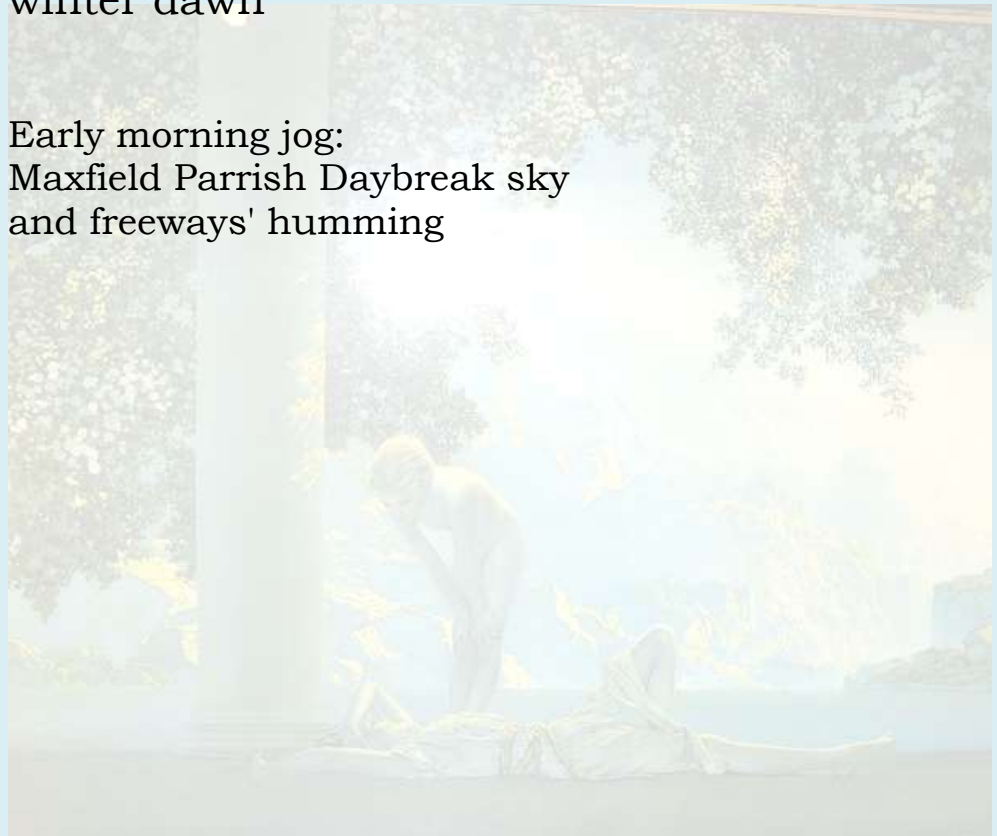 winter dawn
Early morning jog:
Maxfield Parrish Daybreak sky
and freeways' humming